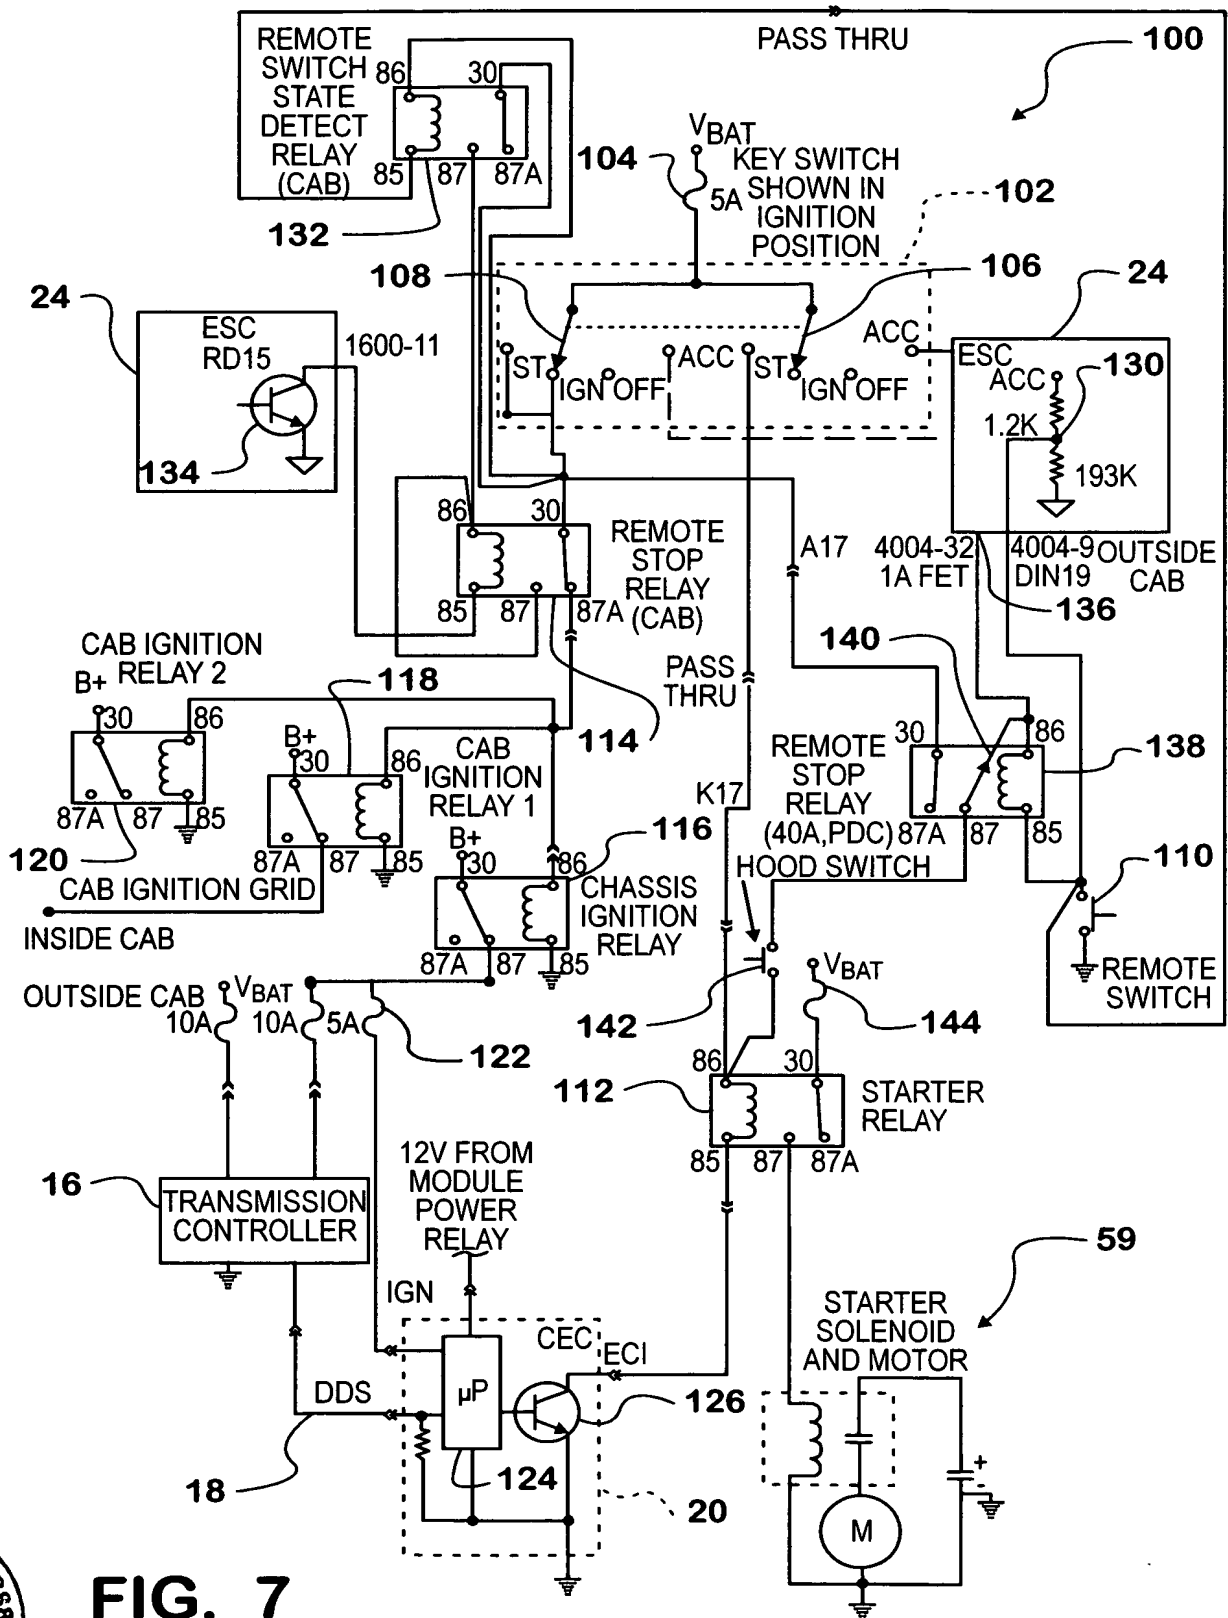 PASS THRU
100
REMOTE
SWITCH
STATE
DETECT
RELAY
(CAB)
86
30
85
87
87A
132
104
VBAT
5A
KEY SWITCH
SHOWN IN
IGNITION
POSITION
102
108
106
24
24
ESC
RD15
1600-11
134
ST
IGN
OFF
ACC
ST
IGN
OFF
ACC
ESC
ACC
130
1.2K
193K
86
30
REMOTE
STOP
RELAY
(CAB)
85
87
87A
A17
4004-32
1A FET
4004-9
DIN19
OUTSIDE
CAB
136
140
CAB IGNITION
RELAY 2
B+
30
86
118
PASS
THRU
114
B+
30
86
CAB
IGNITION
RELAY 1
REMOTE
STOP
RELAY
(40A,PDC)
30
86
138
87A
87
85
K17
87A
87
85
120
87A
87
85
B+
30
86
116
HOOD SWITCH
110
CAB IGNITION GRID
INSIDE CAB
CHASSIS
IGNITION
RELAY
87A
87
85
OUTSIDE CAB
VBAT
10A
10A
5A
122
142
VBAT
144
REMOTE
SWITCH
86
30
112
STARTER
RELAY
85
87
87A
16
TRANSMISSION
CONTROLLER
12V FROM
MODULE
POWER
RELAY
59
IGN
STARTER
SOLENOID
AND MOTOR
CEC
ECI
DDS
µP
126
18
124
20
+
-
M
FIG. 7